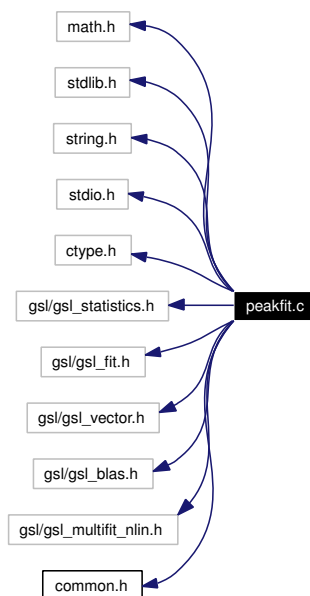 math.h
stdlib.h
string.h
stdio.h
ctype.h
gsl/gsl_statistics.h
peakfit.c
gsl/gsl_fit.h
gsl/gsl_vector.h
gsl/gsl_blas.h
gsl/gsl_multifit_nlin.h
common.h